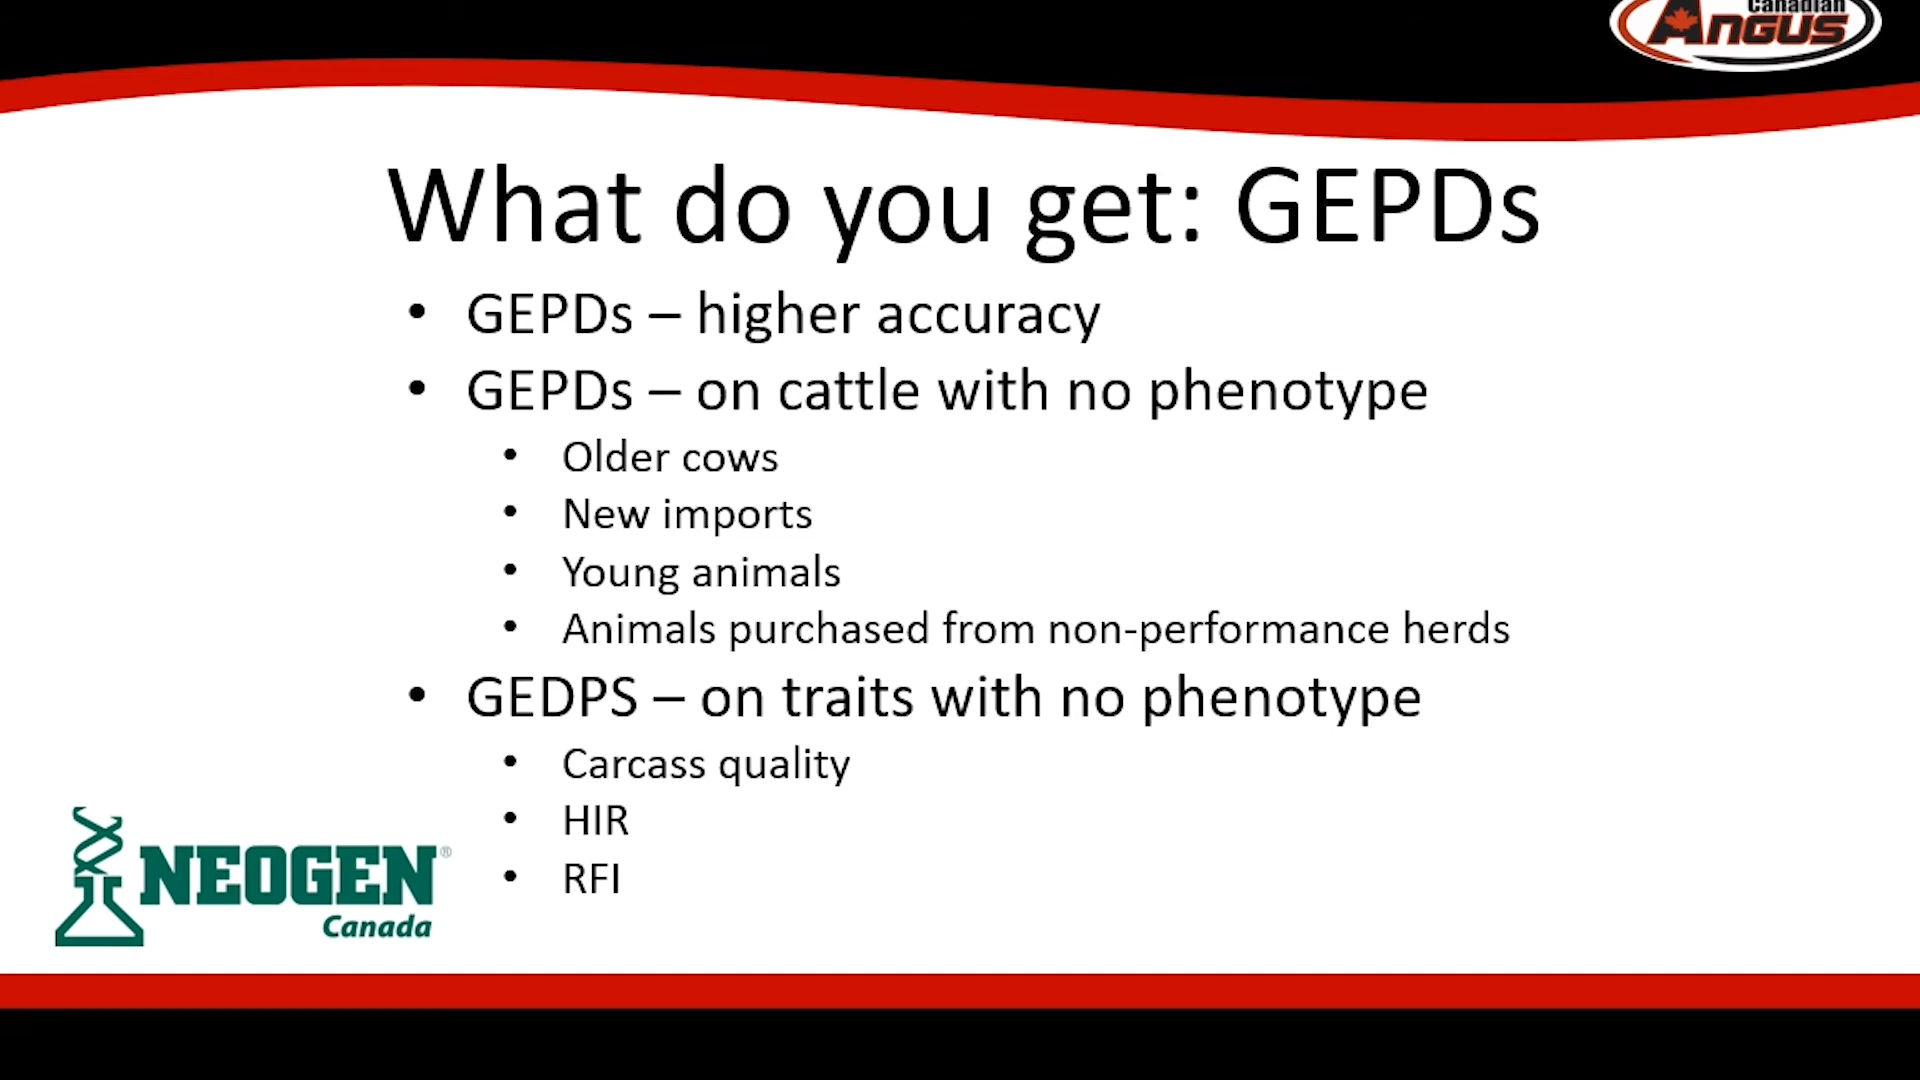 Canadian
ANGUS
What do you get: GEPDs
• GEPDs – higher accuracy
• GEPDs – on cattle with no phenotype
• Older cows
• New imports
• Young animals
• Animals purchased from non-performance herds
• GEDPS – on traits with no phenotype
• Carcass quality
• HIR
• RFI
NEOGEN®
Canada